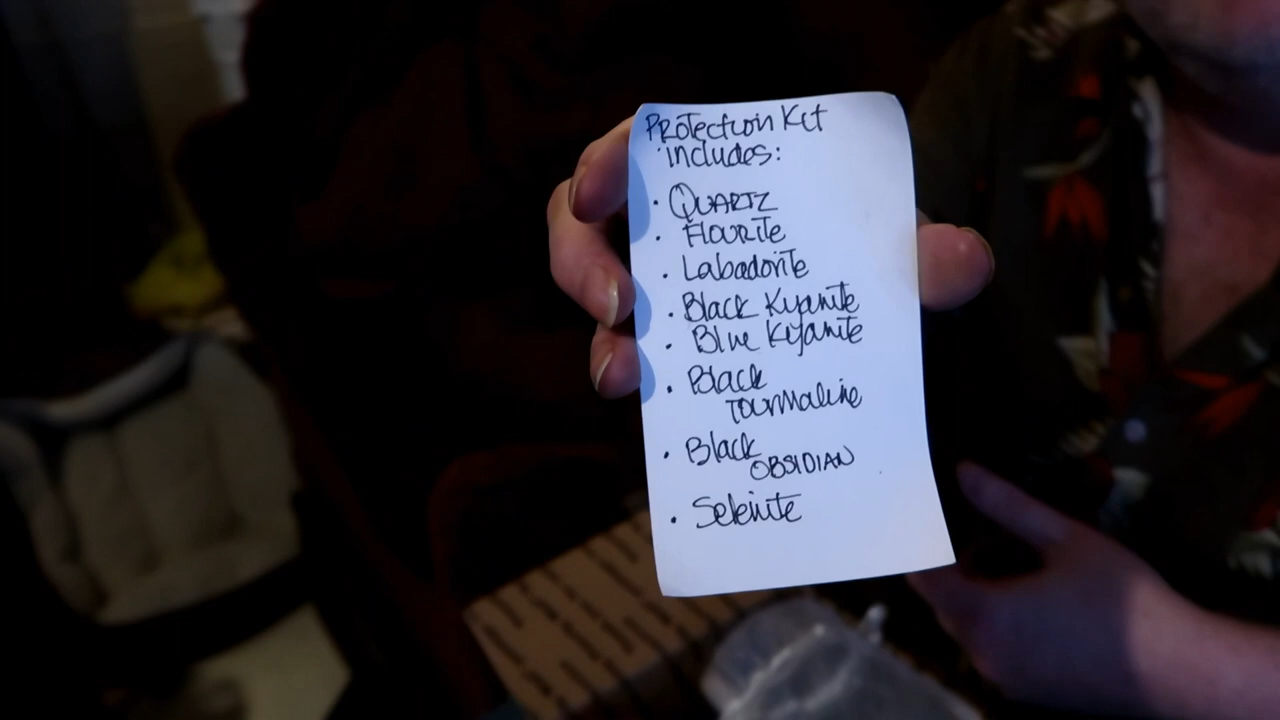 Protection Kit
includes:
· Quartz
· Flourite
· Labadorite
· Black Kyanite
· Blue Kyanite
· Black
Tourmaline
· Black
OBSIDIAN
· Selenite